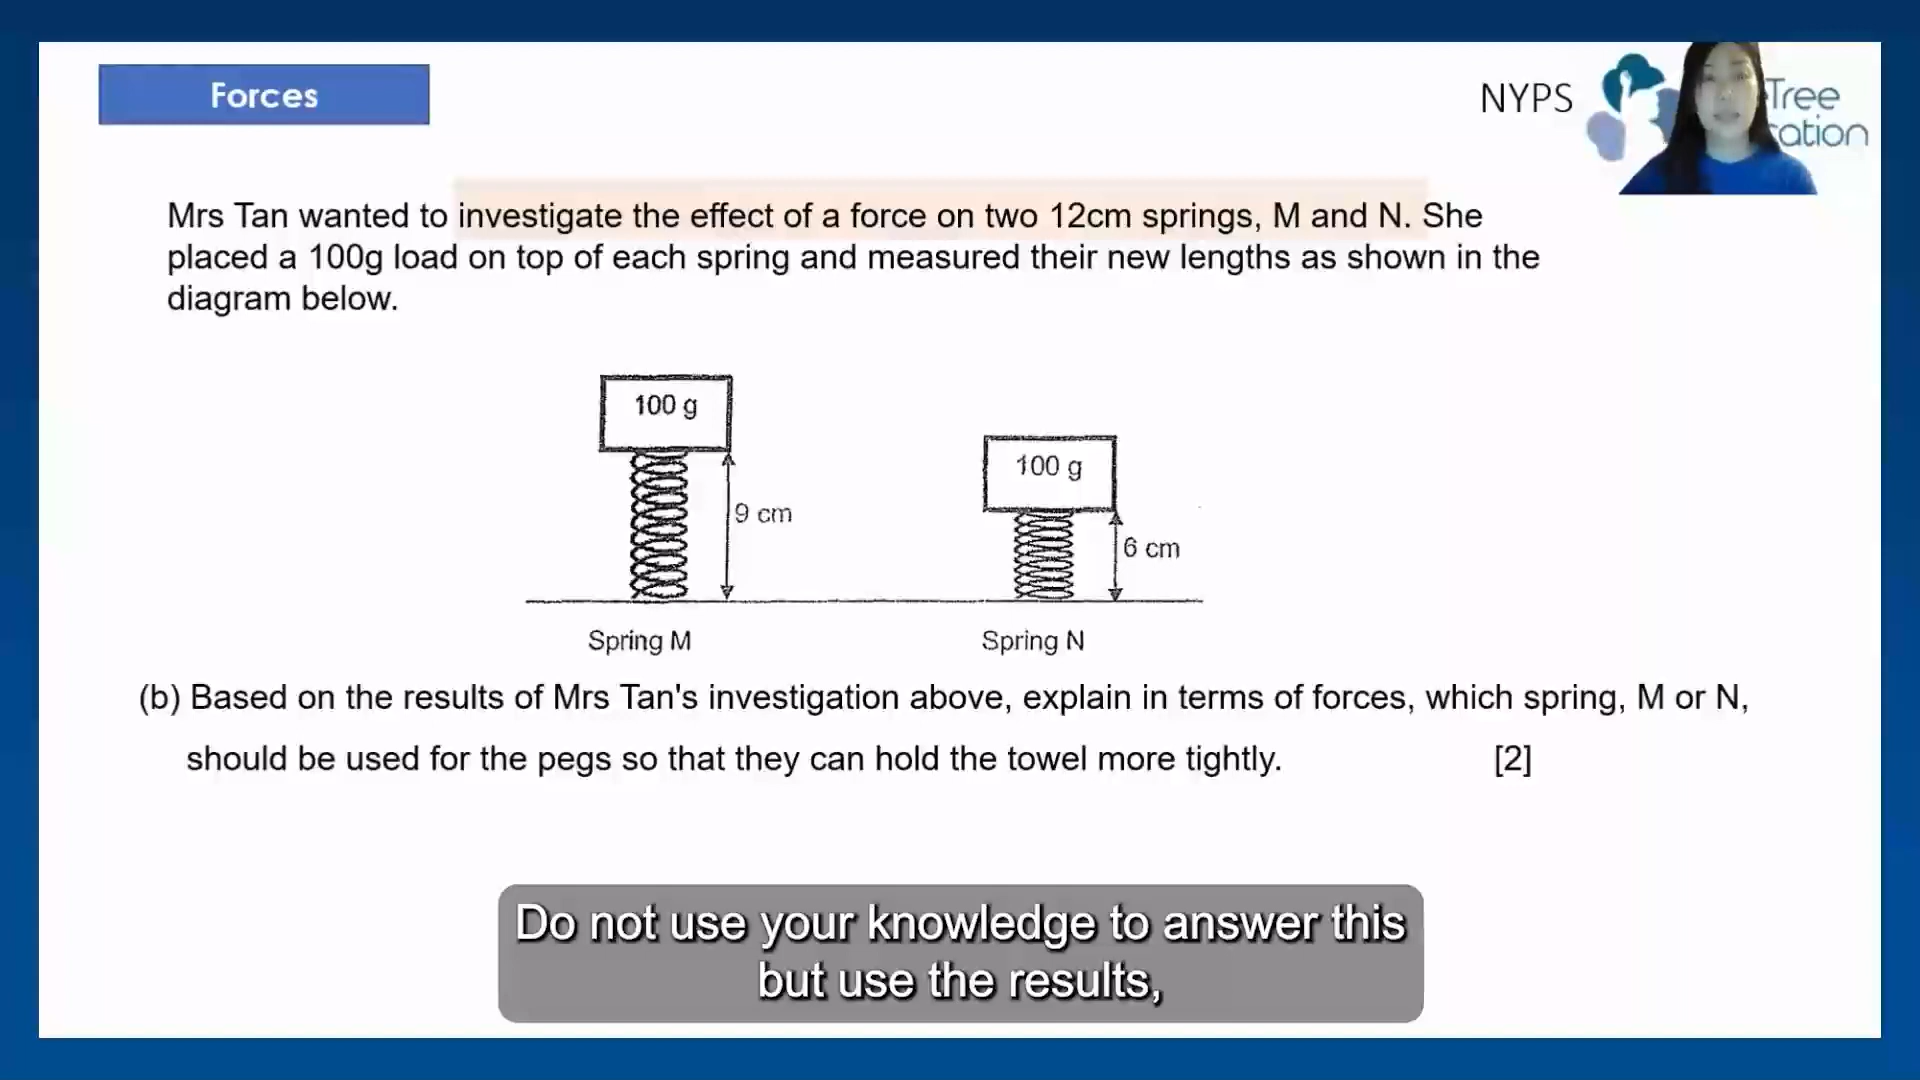 Forces
NYPS
Tree
cation
Mrs Tan wanted to investigate the effect of a force on two 12cm springs, M and N. She
placed a 100g load on top of each spring and measured their new lengths as shown in the
diagram below.
100 g
100 g
9 cm
6 cm
Spring M
Spring N
(b) Based on the results of Mrs Tan's investigation above, explain in terms of forces, which spring, M or N,
should be used for the pegs so that they can hold the towel more tightly. [2]
Do not use your knowledge to answer this
but use the results,